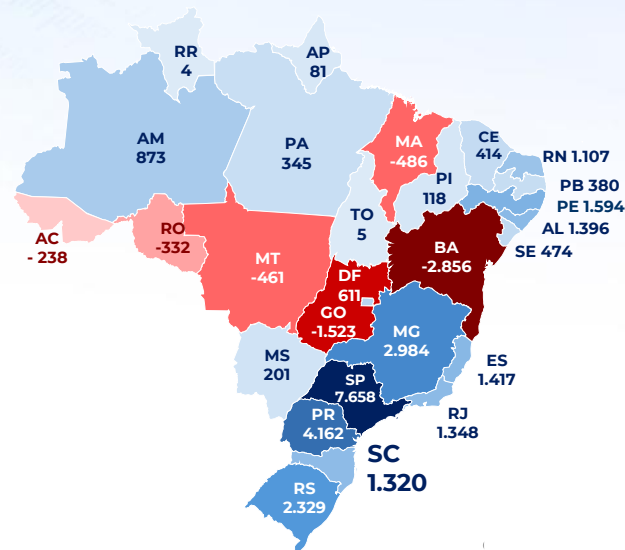 RR
4
AP
81
AM
873
PA
345
MA
-486
CE
414
RN 1.107
PI
118
PB 380
PE 1.594
AL 1.396
SE 474
TO
5
AC
- 238
RO
-332
MT
-461
BA
-2.856
DF
611
GO
-1.523
MG
2.984
MS
201
ES
1.417
SP
7.658
RJ
1.348
PR
4.162
SC
1.320
RS
2.329